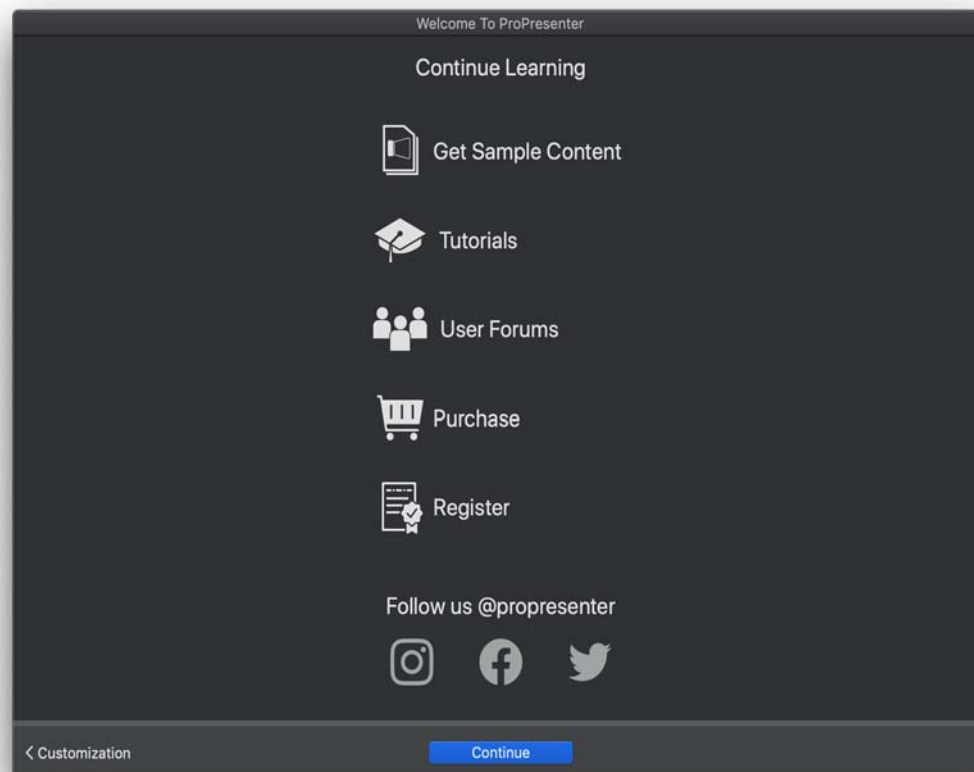 Welcome To ProPresenter
Continue Learning
Get Sample Content
Tutorials
User Forums
Purchase
Register
Follow us @propresenter
Customization
Continue